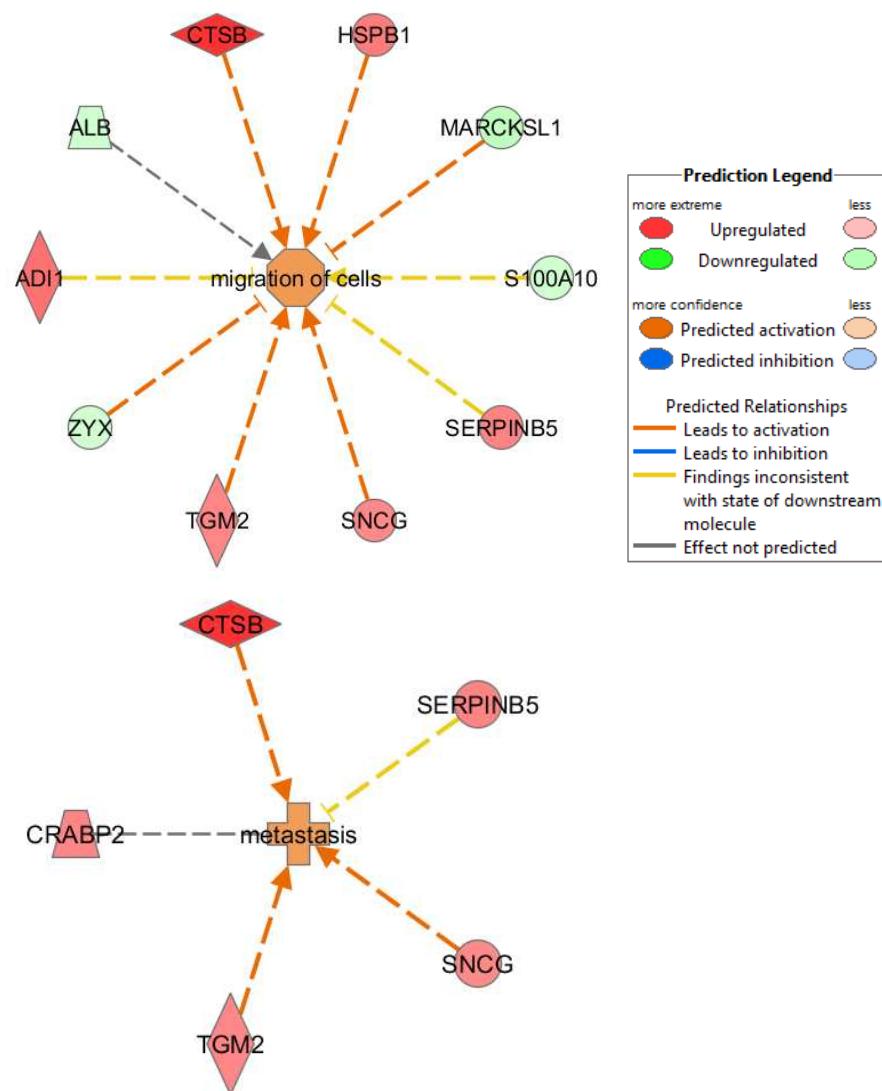 CTSB
HSPB1
ALB
MARCKSL1
ADI1
migration of cells
S100A10
ZYX
SERPINB5
TGM2
SNCG
Prediction Legend
more extreme
less
Upregulated
Downregulated
more confidence
less
Predicted activation
Predicted inhibition
Predicted Relationships
Leads to activation
Leads to inhibition
Findings inconsistent
with state of downstream
molecule
Effect not predicted
CTSB
SERPINB5
CRABP2
metastasis
SNCG
TGM2